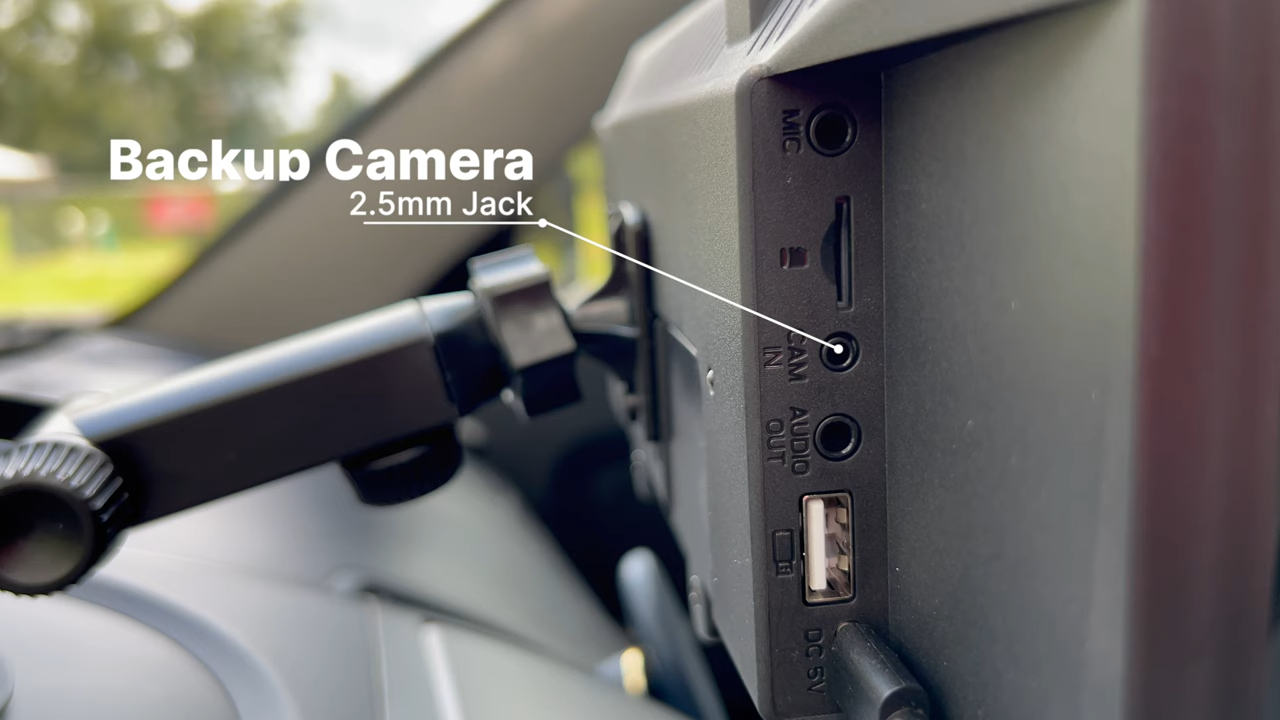 Backup Camera
2.5mm Jack
MIC
CAM
IN
AUDIO
OUT
DC 5V